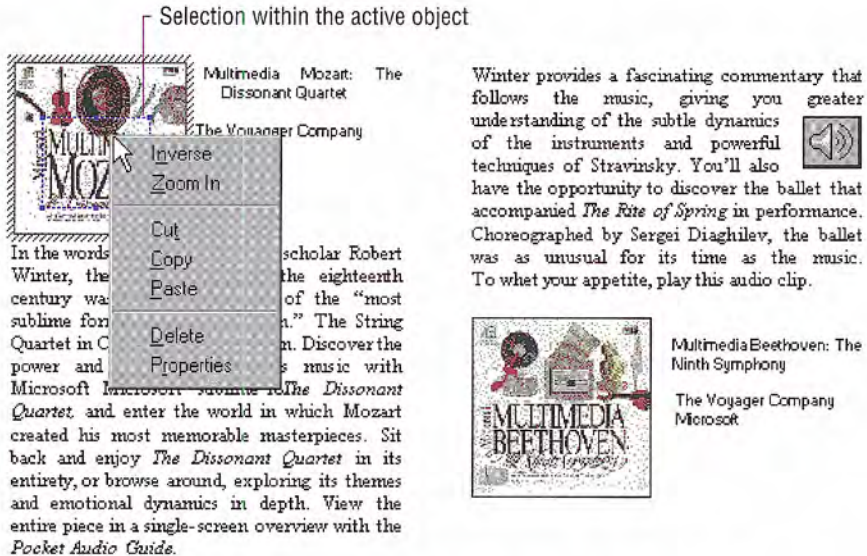 Selection within the active object
Multimedia Mozart: The
Dissonant Quartet
The Vouager Company
MULTIM
MOZ
Inverse
Zoom In
Cut
Copy
Paste
Delete
Properties
In the words scholar Robert
Winter, the the eighteenth
century was of the “most
sublime for .” The String
Quartet in C m. Discover the
power and s music with
Microsoft The Dissonant
Quartet, and enter the world in which Mozart
created his most memorable masterpieces. Sit
back and enjoy The Dissonant Quartet in its
entirety, or browse around, exploring its themes
and emotional dynamics in depth. View the
entire piece in a single-screen overview with the
Pocket Audio Guide.
Winter provides a fascinating commentary that
follows the music, giving you greater
understanding of the subtle dynamics
of the instruments and powerful
techniques of Stravinsky. You’ll also
have the opportunity to discover the ballet that
accompanied The Rite of Spring in performance.
Choreographed by Sergei Diaghilev, the ballet
was as unusual for its time as the music.
To whet your appetite, play this audio clip.
MULTIMEDIA
BEETHOVEN
The Ninth Symphony
Multimedia Beethoven: The
Ninth Symphony
The Voyager Company
Microsoft